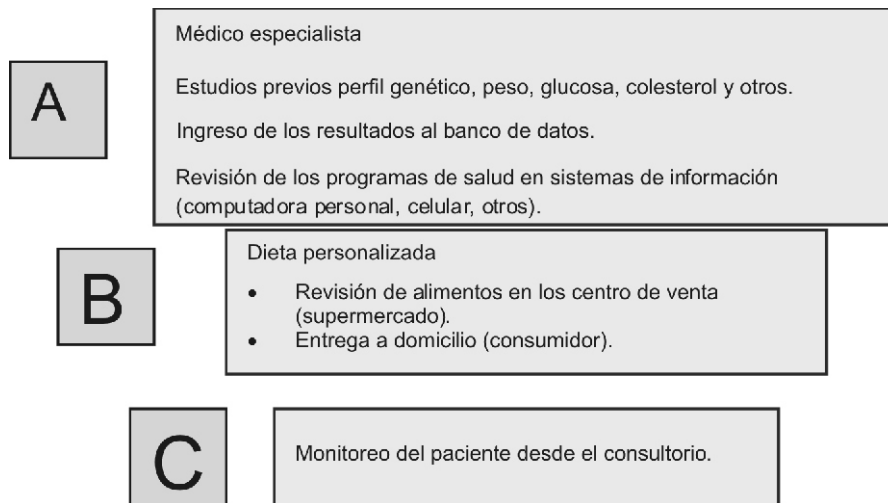 A
Médico especialista
Estudios previos perfil genético, peso, glucosa, colesterol y otros.
Ingreso de los resultados al banco de datos.
Revisión de los programas de salud en sistemas de información
(computadora personal, celular, otros).
B
Dieta personalizada
• Revisión de alimentos en los centro de venta
(supermercado).
• Entrega a domicilio (consumidor).
C
Monitoreo del paciente desde el consultorio.